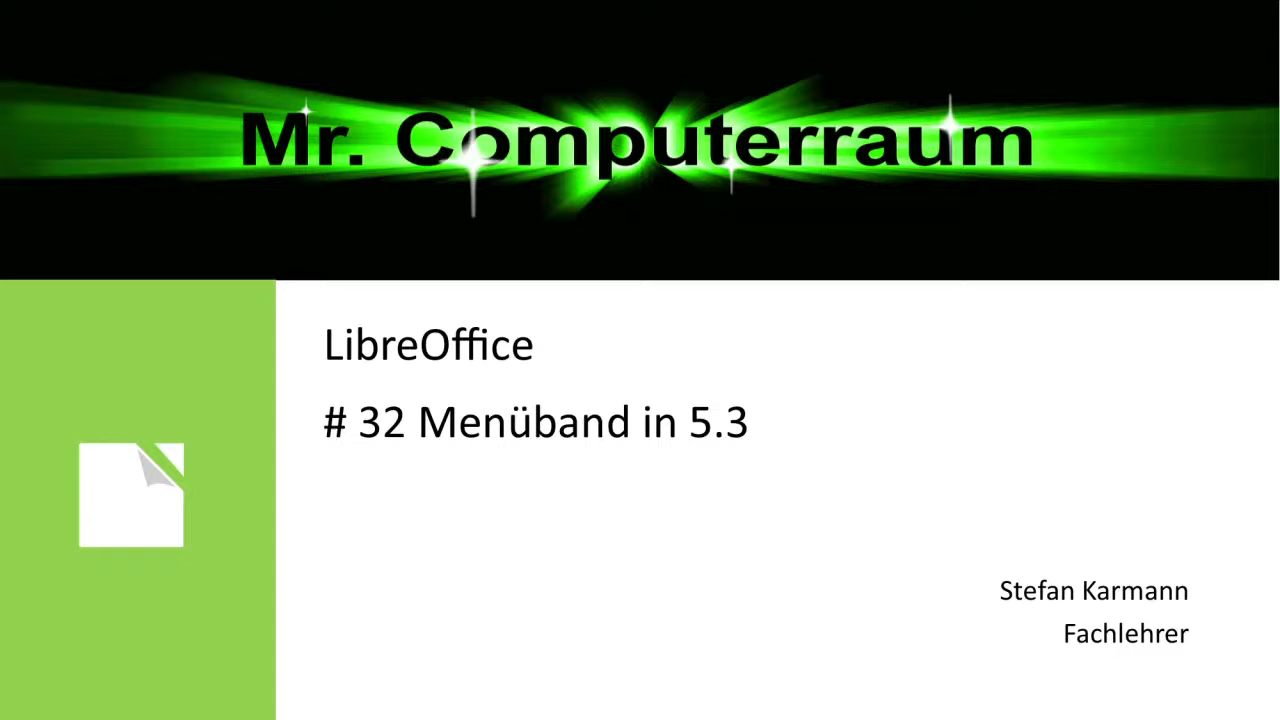 Mr. Computerraum
LibreOffice
# 32 Menüband in 5.3
Stefan Karmann
Fachlehrer